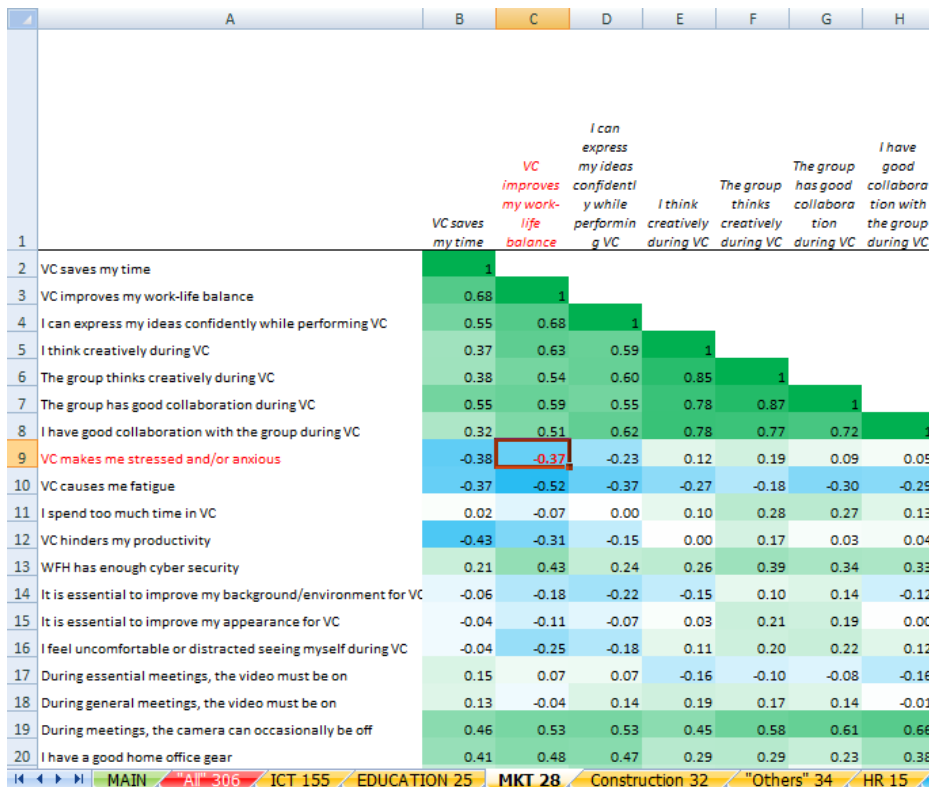 A B C D E F G H
I can
express I have
VC my ideas The group good
improves confidentl The group has good collabora
my work- y while I think thinks collabora tion with
VC saves life performin creatively creatively tion the group
1 my time balance g VC during VC during VC during VC during VC
2 VC saves my time 1
3 VC improves my work-life balance 0.68 1
4 I can express my ideas confidently while performing VC 0.55 0.68 1
5 I think creatively during VC 0.37 0.63 0.59 1
6 The group thinks creatively during VC 0.38 0.54 0.60 0.85 1
7 The group has good collaboration during VC 0.55 0.59 0.55 0.78 0.87 1
8 I have good collaboration with the group during VC 0.32 0.51 0.62 0.78 0.77 0.72 1
9 VC makes me stressed and/or anxious -0.38 -0.37 -0.23 0.12 0.19 0.09 0.05
10 VC causes me fatigue -0.37 -0.52 -0.37 -0.27 -0.18 -0.30 -0.29
11 I spend too much time in VC 0.02 -0.07 0.00 0.10 0.28 0.27 0.13
12 VC hinders my productivity -0.43 -0.31 -0.15 0.00 0.17 0.03 0.04
13 WFH has enough cyber security 0.21 0.43 0.24 0.26 0.39 0.34 0.33
14 It is essential to improve my background/environment for VC -0.06 -0.18 -0.22 -0.15 0.10 0.14 -0.12
15 It is essential to improve my appearance for VC -0.04 -0.11 -0.07 0.03 0.21 0.19 0.00
16 I feel uncomfortable or distracted seeing myself during VC -0.04 -0.25 -0.18 0.11 0.20 0.22 0.12
17 During essential meetings, the video must be on 0.15 0.07 0.07 -0.16 -0.10 -0.08 -0.16
18 During general meetings, the video must be on 0.13 -0.04 0.14 0.19 0.17 0.14 -0.01
19 During meetings, the camera can occasionally be off 0.46 0.53 0.53 0.45 0.58 0.61 0.66
20 I have a good home office gear 0.41 0.48 0.47 0.29 0.29 0.23 0.38
MAIN "All" 306 ICT 155 EDUCATION 25 MKT 28 Construction 32 "Others" 34 HR 15